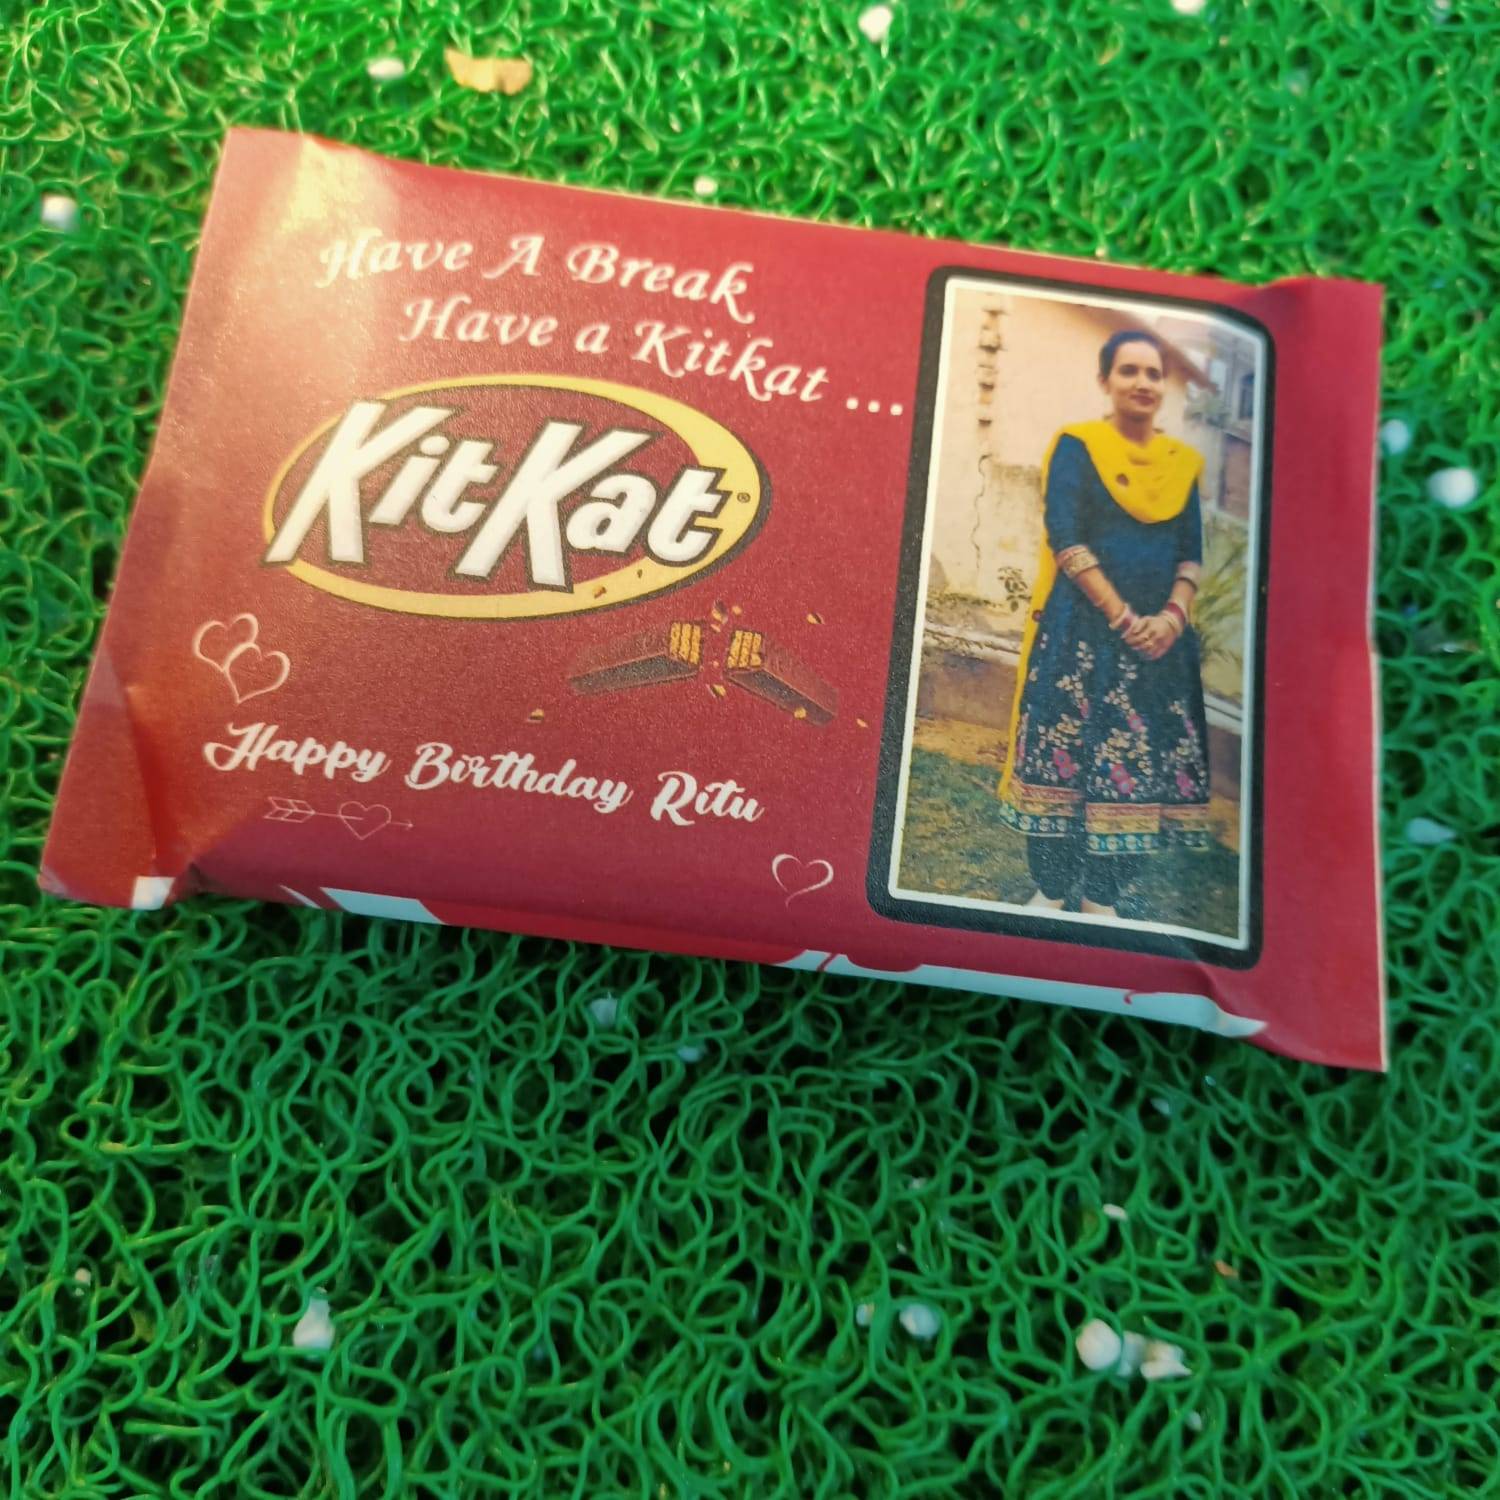 Have A Break
Have a Kitkat ...
KitKat®
Happy Birthday Ritu